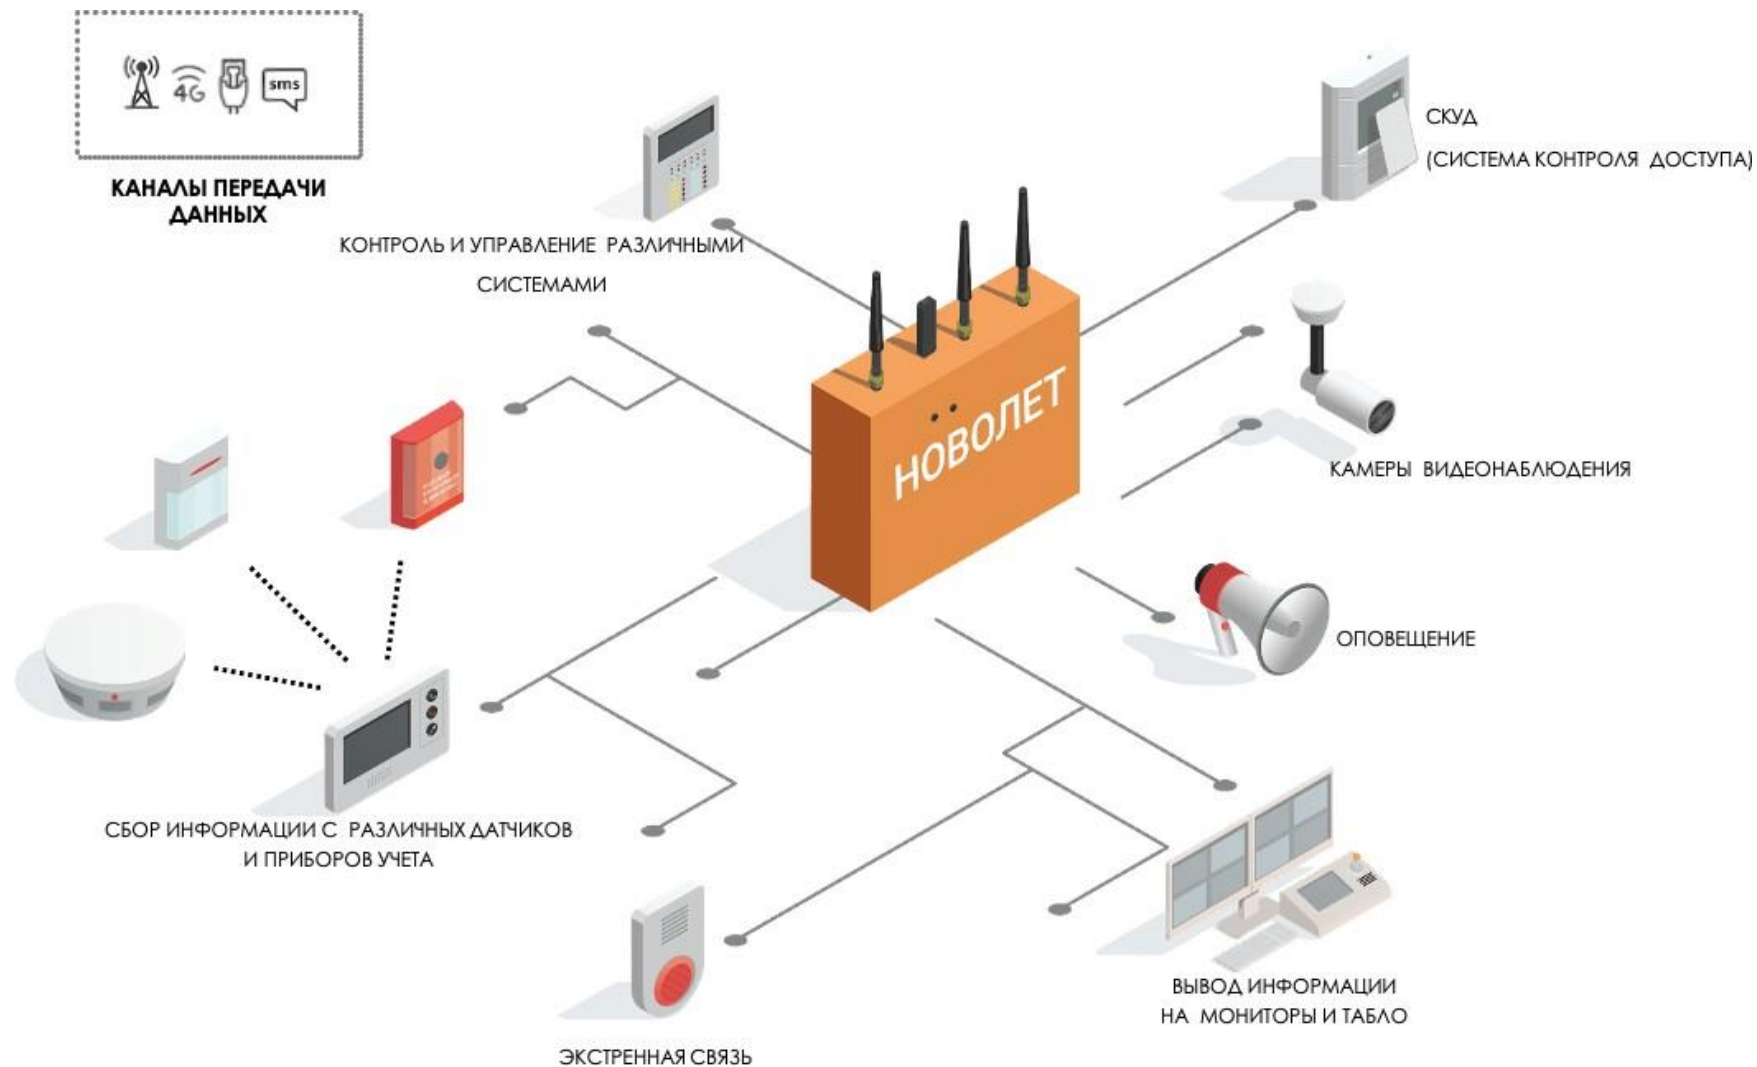 4G
sms
КАНАЛЫ ПЕРЕДАЧИ
ДАННЫХ
КОНТРОЛЬ И УПРАВЛЕНИЕ РАЗЛИЧНЫМИ
СИСТЕМАМИ
СКУД
(СИСТЕМА КОНТРОЛЯ ДОСТУПА)
НОВОЛЕТ
КАМЕРЫ ВИДЕОНАБЛЮДЕНИЯ
ОПОВЕЩЕНИЕ
СБОР ИНФОРМАЦИИ С РАЗЛИЧНЫХ ДАТЧИКОВ
И ПРИБОРОВ УЧЕТА
ВЫВОД ИНФОРМАЦИИ
НА МОНИТОРЫ И ТАБЛО
ЭКСТРЕННАЯ СВЯЗЬ